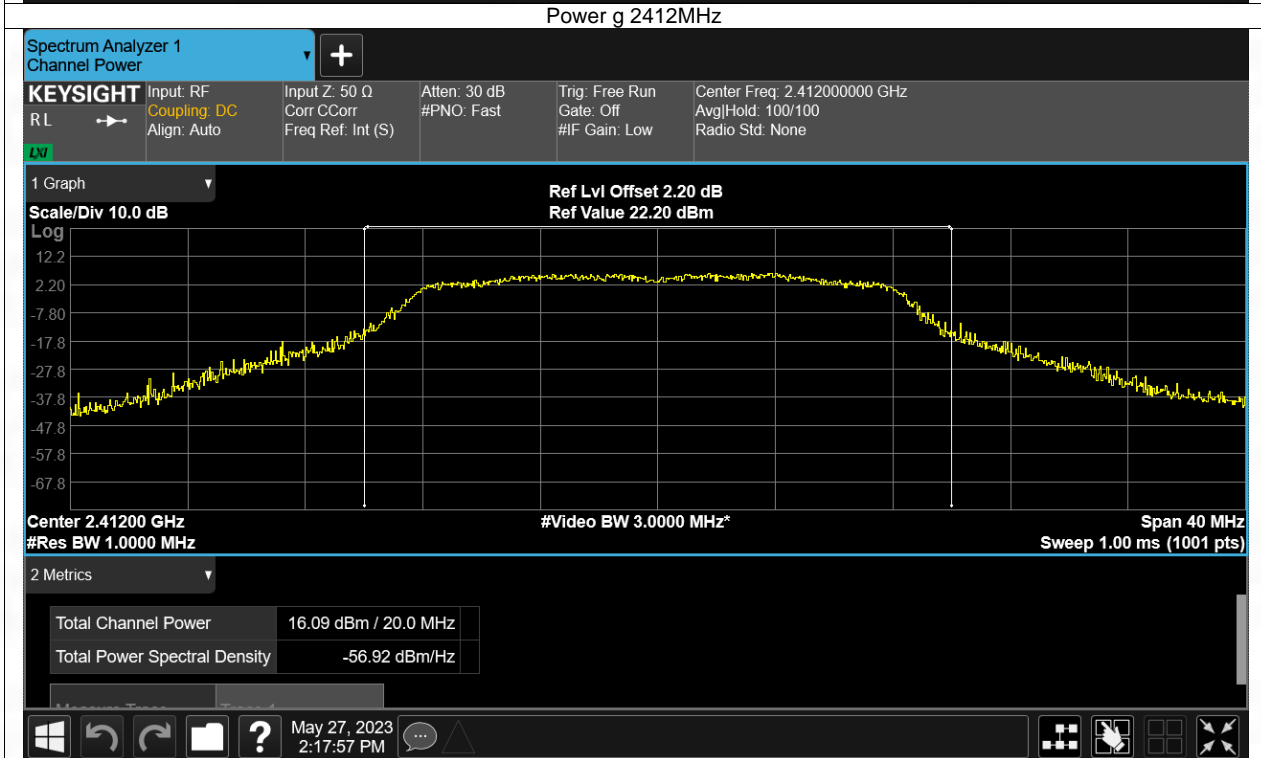 Power g 2412MHz
Spectrum Analyzer 1
Channel Power
+
KEYSIGHT
R L
LXI
Input: RF
Coupling: DC
Align: Auto
Input Z: 50 Ω
Corr CCorr
Freq Ref: Int (S)
Atten: 30 dB
#PNO: Fast
Trig: Free Run
Gate: Off
#IF Gain: Low
Center Freq: 2.412000000 GHz
Avg|Hold: 100/100
Radio Std: None
1 Graph
Scale/Div 10.0 dB
Ref Lvl Offset 2.20 dB
Ref Value 22.20 dBm
Log
12.2
2.20
-7.80
-17.8
-27.8
-37.8
-47.8
-57.8
-67.8
Center 2.41200 GHz
#Res BW 1.0000 MHz
#Video BW 3.0000 MHz*
Span 40 MHz
Sweep 1.00 ms (1001 pts)
2 Metrics
Total Channel Power 16.09 dBm / 20.0 MHz
Total Power Spectral Density -56.92 dBm/Hz
?
May 27, 2023
2:17:57 PM